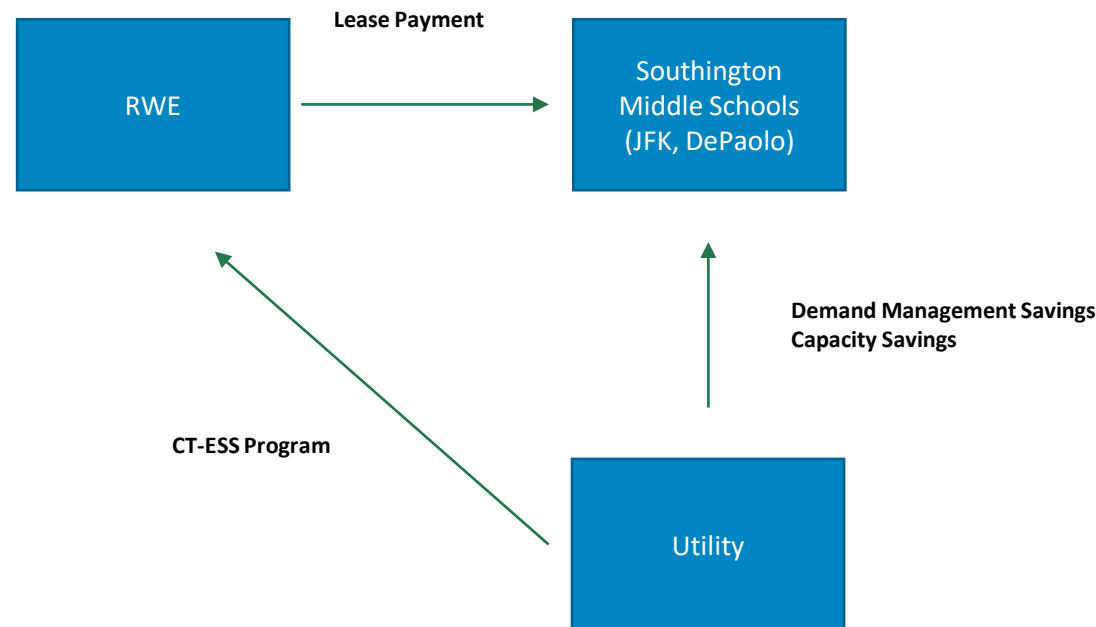 Lease Payment
RWE
Southington
Middle Schools
(JFK, DePaolo)
Demand Management Savings
Capacity Savings
CT-ESS Program
Utility